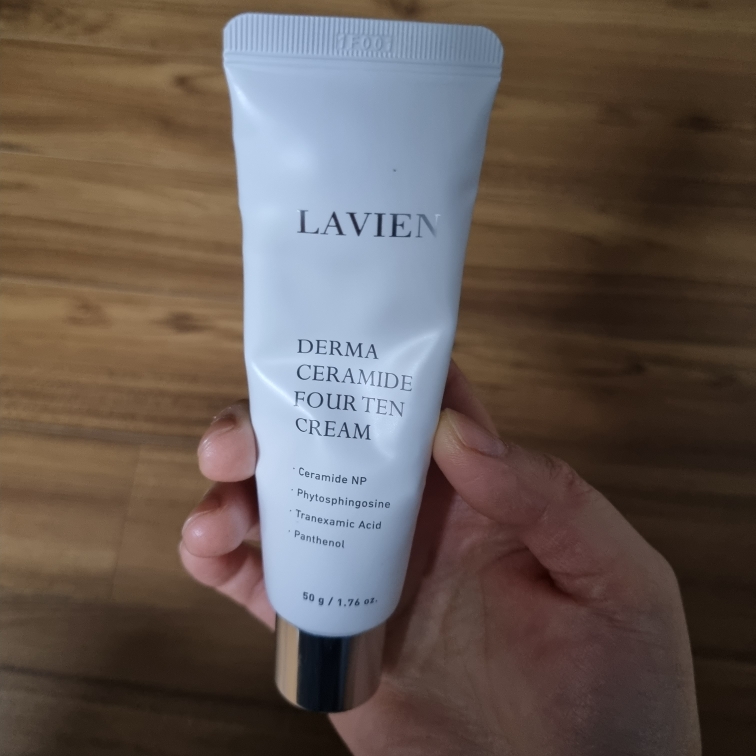 LAVIEN
DERMA
CERAMIDE
FOUR TEN
CREAM
· Ceramide NP
· Phytosphingosine
· Tranexamic Acid
· Panthenol
50 g / 1.76 oz.